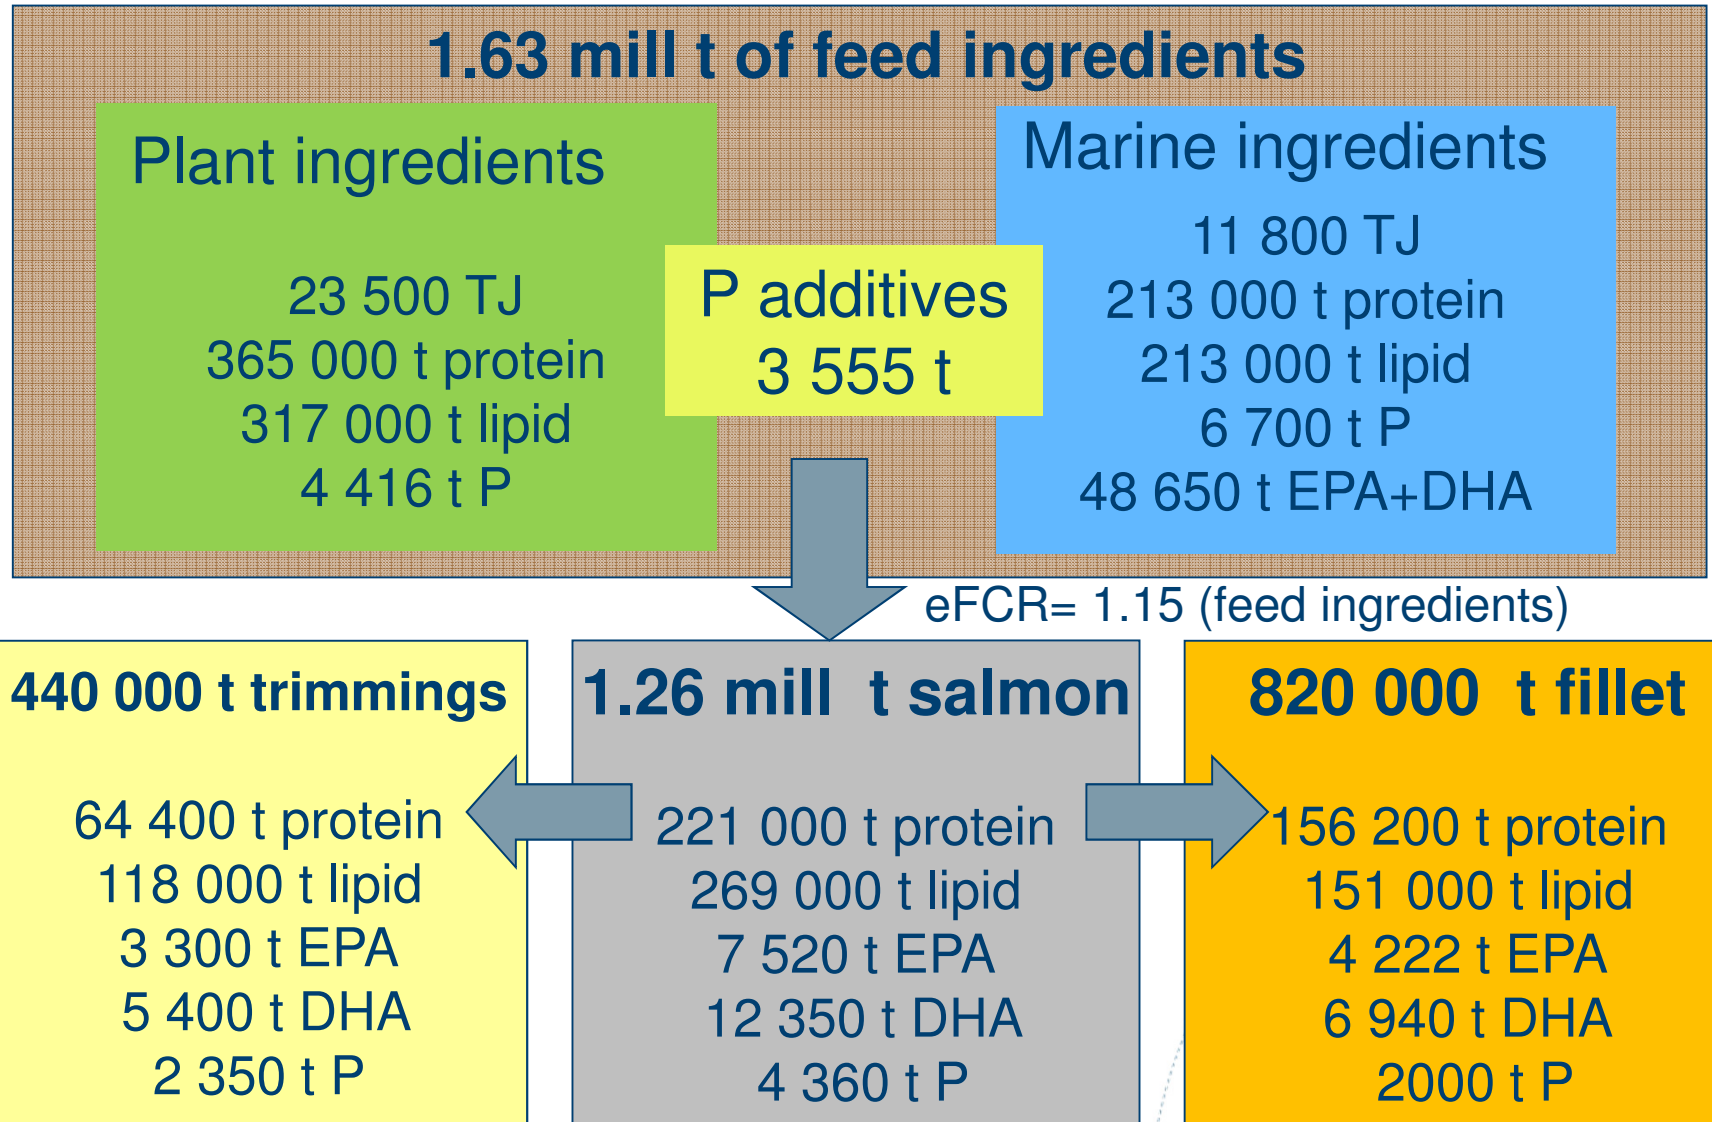 1.63 mill t of feed ingredients
Plant ingredients
23 500 TJ
365 000 t protein
317 000 t lipid
4 416 t P
P additives
3 555 t
Marine ingredients
11 800 TJ
213 000 t protein
213 000 t lipid
6 700 t P
48 650 t EPA+DHA
eFCR= 1.15 (feed ingredients)
440 000 t trimmings
64 400 t protein
118 000 t lipid
3 300 t EPA
5 400 t DHA
2 350 t P
1.26 mill t salmon
221 000 t protein
269 000 t lipid
7 520 t EPA
12 350 t DHA
4 360 t P
820 000 t fillet
156 200 t protein
151 000 t lipid
4 222 t EPA
6 940 t DHA
2000 t P